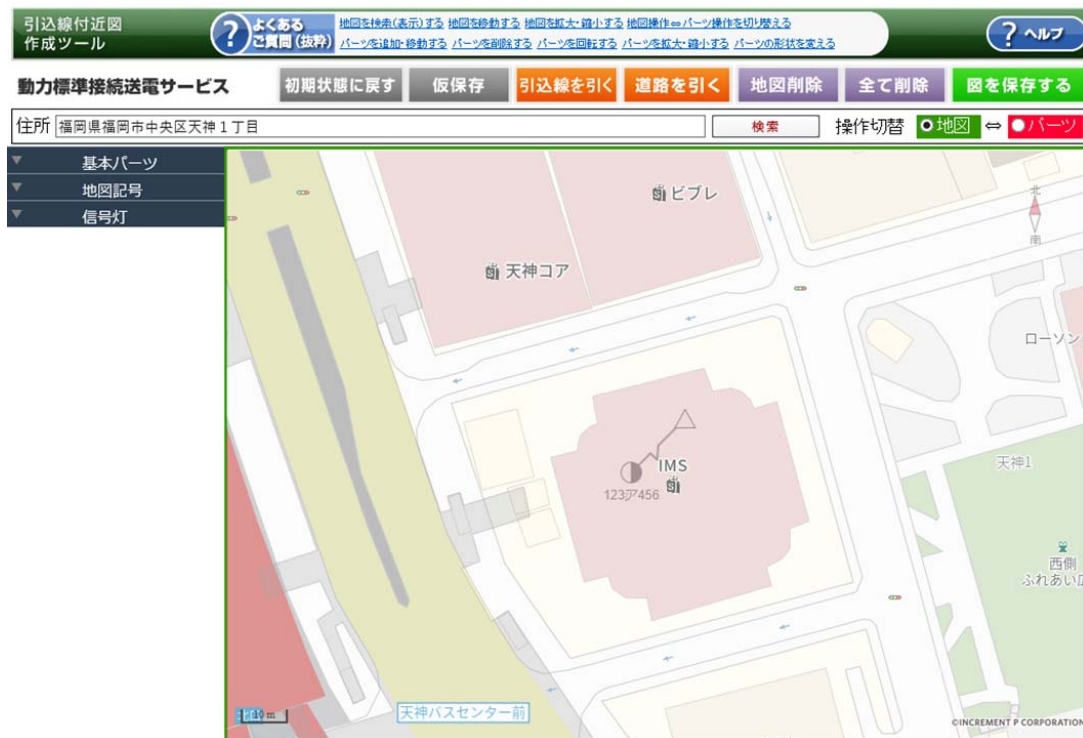 引込線付近図
作成ツール
? よくある
ご質問(抜粋)
地図を検索(表示)する 地図を移動する 地図を拡大・縮小する 地図操作⇔パーツ操作を切り替える
パーツを追加・移動する パーツを削除する パーツを回転する パーツを拡大・縮小する パーツの形状を変える
? ヘルプ
動力標準接続送電サービス
初期状態に戻す 仮保存 引込線を引く 道路を引く 地図削除 全て削除 図を保存する
住所 福岡県福岡市中央区天神1丁目 検索 操作切替 地図 ⇔ パーツ
基本パーツ
地図記号
信号灯
ビブレ
北
南
天神コア
ローソン
IMS
天神1
123ア456
西側
ふれあい
10 m
天神バスセンター前
©INCREMENT P CORPORATION